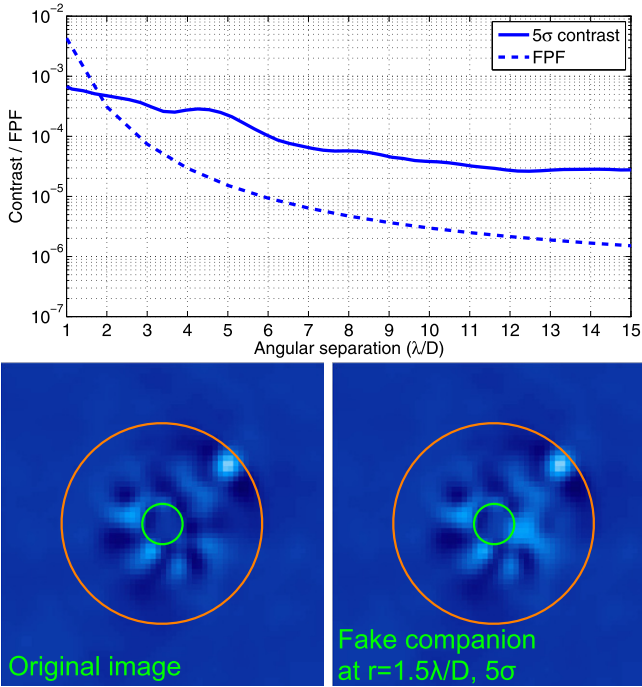 10⁻²
10⁻³
10⁻⁴
10⁻⁵
10⁻⁶
10⁻⁷
Contrast / FPF
5σ contrast
FPF
1 2 3 4 5 6 7 8 9 10 11 12 13 14 15
Angular separation (λ/D)
Original image
Fake companion
at r=1.5λ/D, 5σ